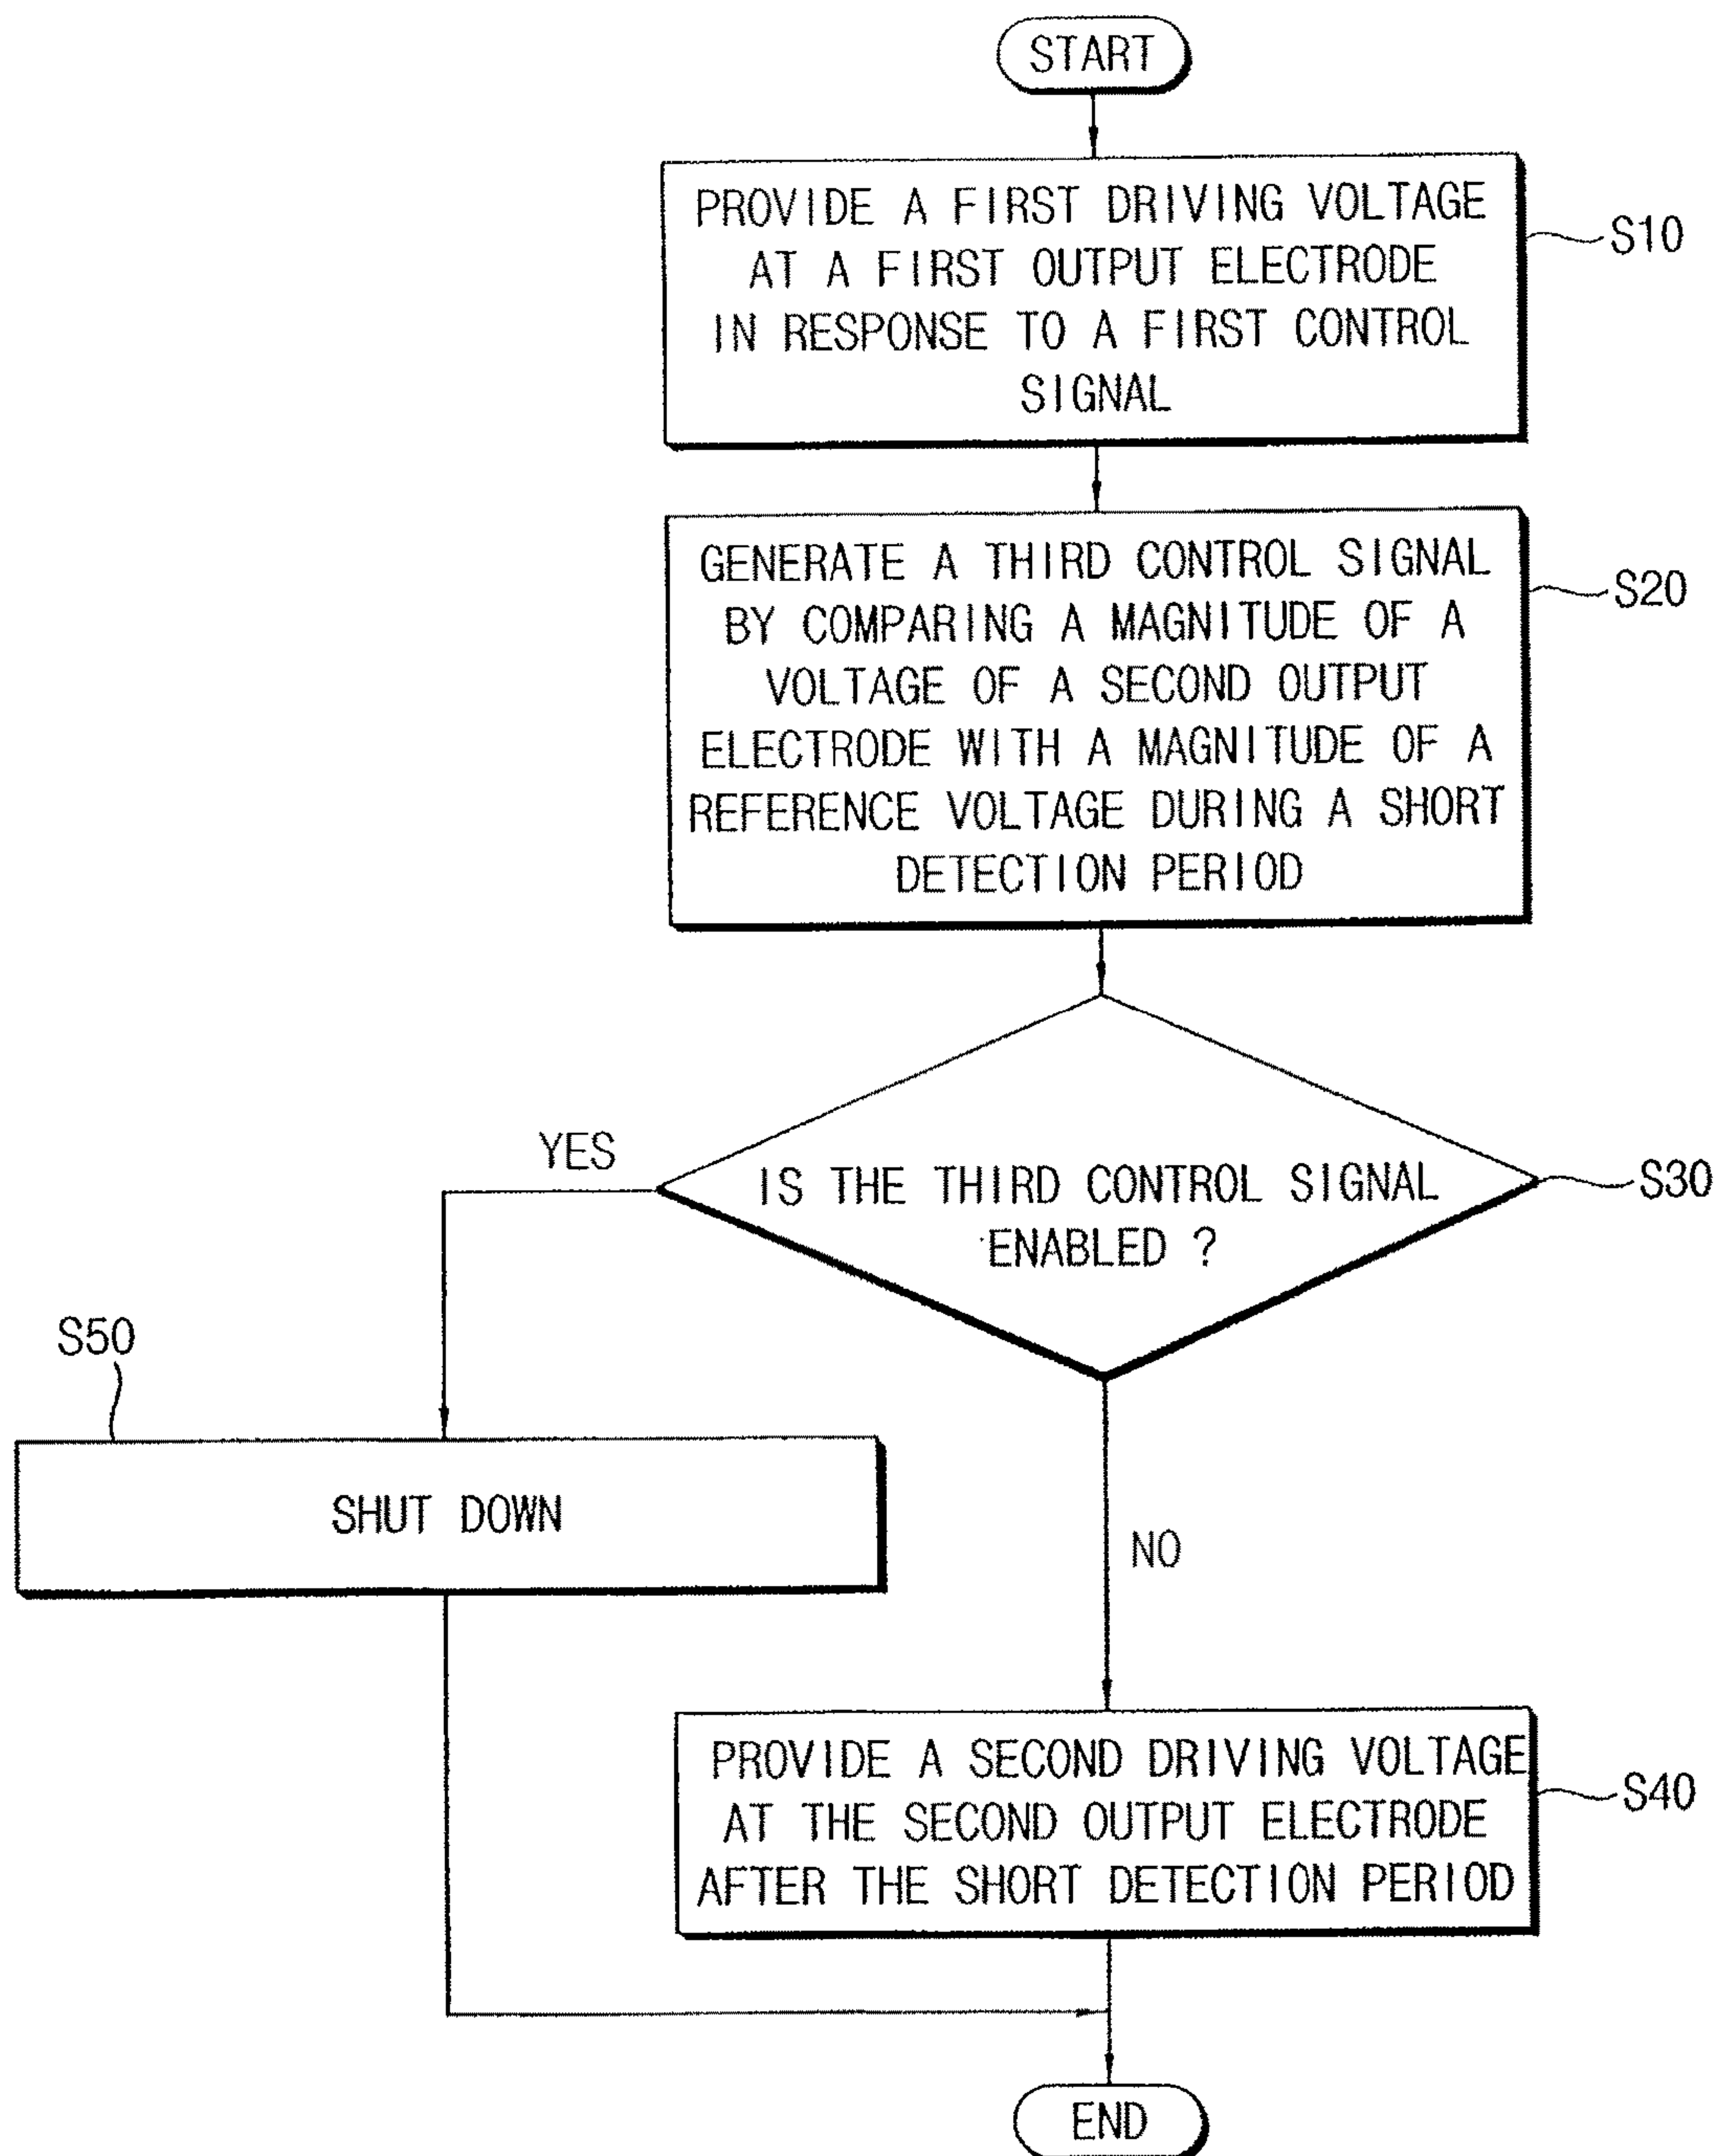 START
PROVIDE A FIRST DRIVING VOLTAGE
AT A FIRST OUTPUT ELECTRODE
IN RESPONSE TO A FIRST CONTROL
SIGNAL
S10
GENERATE A THIRD CONTROL SIGNAL
BY COMPARING A MAGNITUDE OF A
VOLTAGE OF A SECOND OUTPUT
ELECTRODE WITH A MAGNITUDE OF A
REFERENCE VOLTAGE DURING A SHORT
DETECTION PERIOD
S20
IS THE THIRD CONTROL SIGNAL
ENABLED ?
S30
YES
S50
SHUT DOWN
NO
PROVIDE A SECOND DRIVING VOLTAGE
AT THE SECOND OUTPUT ELECTRODE
AFTER THE SHORT DETECTION PERIOD
S40
END